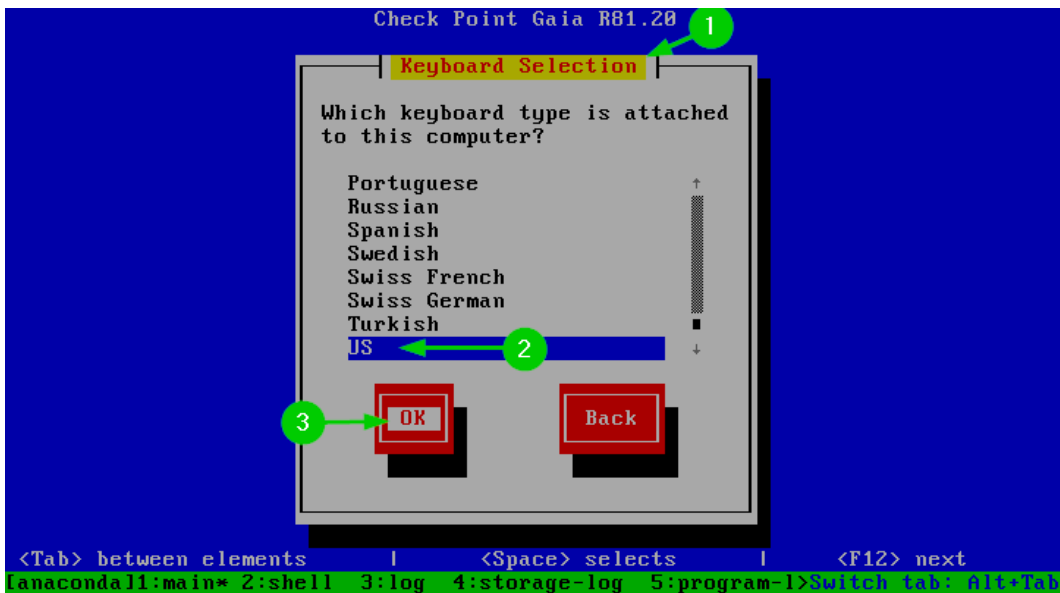 Check Point Gaia R81.20
1
Keyboard Selection
Which keyboard type is attached
to this computer?
Portuguese
Russian
Spanish
Swedish
Swiss French
Swiss German
Turkish
US
2
3
OK
Back
<Tab> between elements | <Space> selects | <F12> next
[anaconda]1:main* 2:shell 3:log 4:storage-log 5:program-l>Switch tab: Alt+Tab